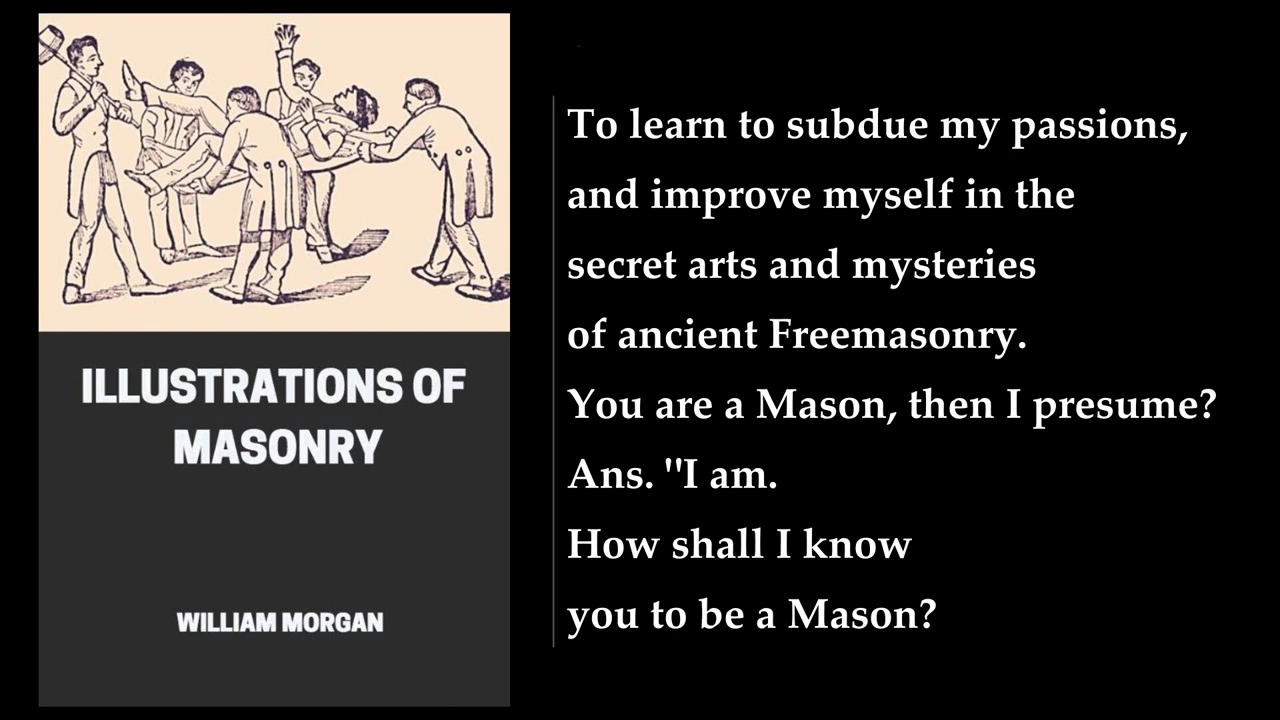 ILLUSTRATIONS OF
MASONRY
WILLIAM MORGAN
To learn to subdue my passions,
and improve myself in the
secret arts and mysteries
of ancient Freemasonry.
You are a Mason, then I presume?
Ans. "I am.
How shall I know
you to be a Mason?